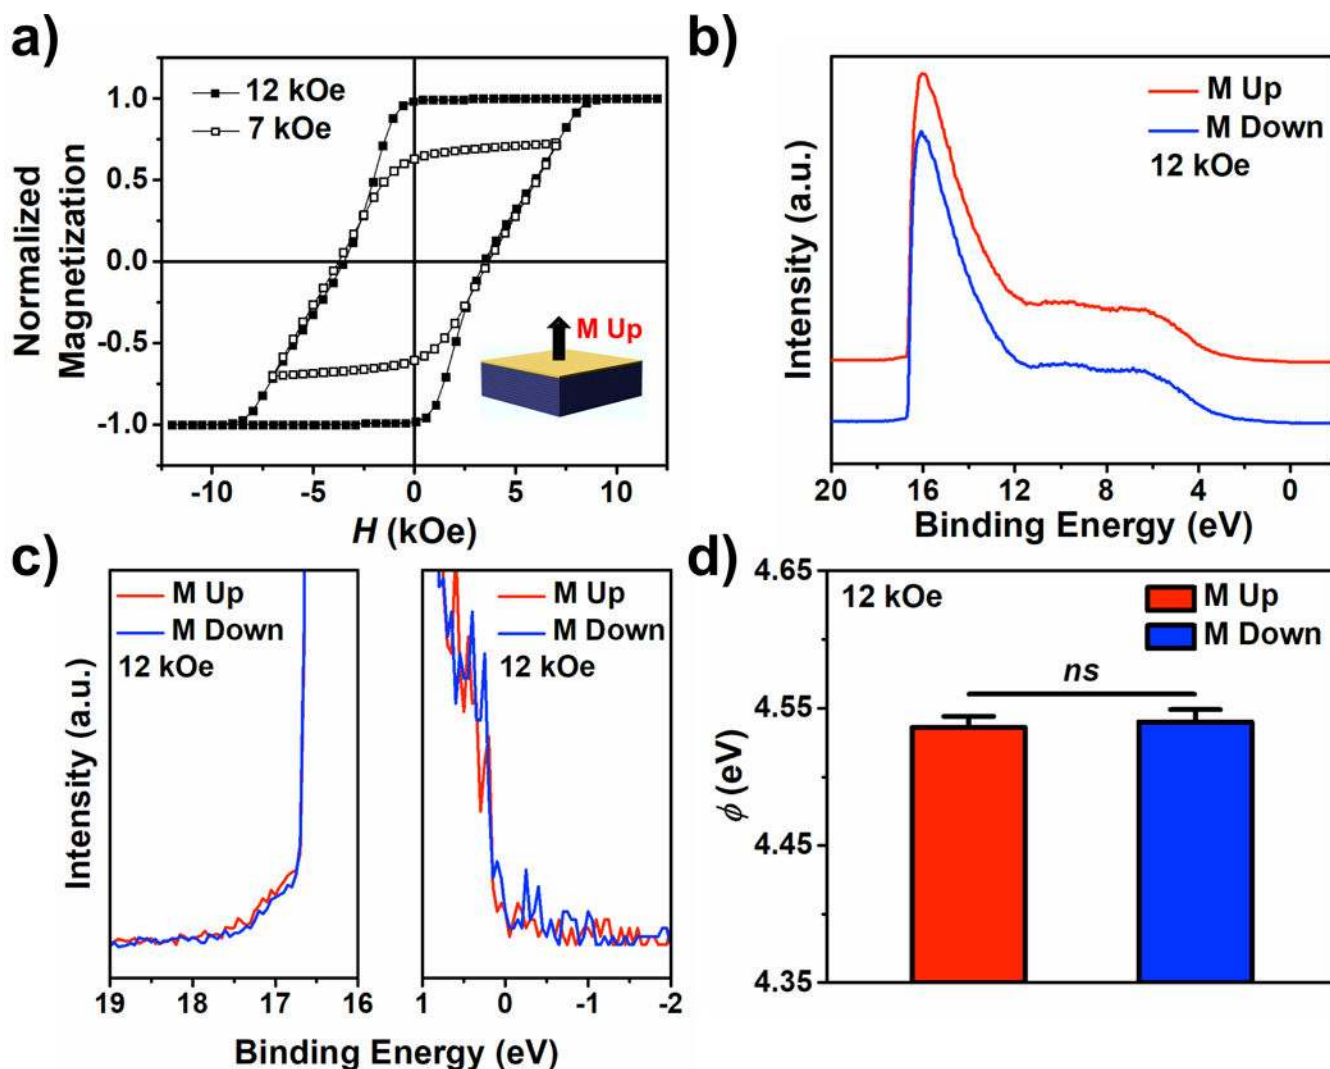 a)
12 kOe
7 kOe
Normalized
Magnetization
1.0
0.5
0.0
-0.5
-1.0
M Up
-10
-5
0
5
10
H (kOe)
b)
M Up
M Down
12 kOe
Intensity (a.u.)
20
16
12
8
4
0
Binding Energy (eV)
c)
M Up
M Down
12 kOe
M Up
M Down
12 kOe
Intensity (a.u.)
19
18
17
16
1
0
-1
-2
Binding Energy (eV)
d)
12 kOe
M Up
M Down
ns
4.65
4.55
4.45
4.35
ϕ (eV)